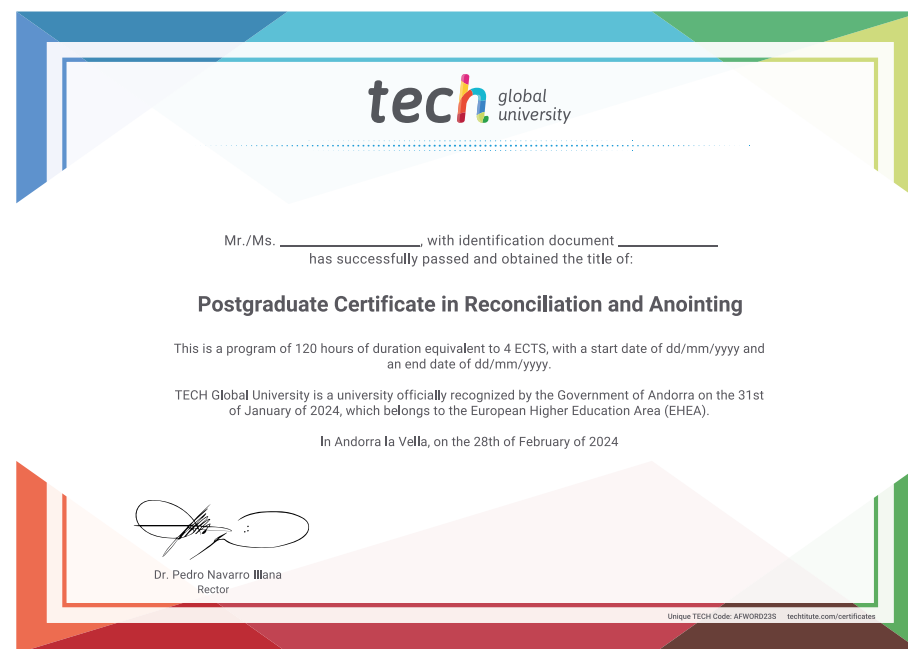 tech global university
Mr./Ms. ____________, with identification document ____________
has successfully passed and obtained the title of:
Postgraduate Certificate in Reconciliation and Anointing
This is a program of 120 hours of duration equivalent to 4 ECTS, with a start date of dd/mm/yyyy and
an end date of dd/mm/yyyy.
TECH Global University is a university officially recognized by the Government of Andorra on the 31st
of January of 2024, which belongs to the European Higher Education Area (EHEA).
In Andorra la Vella, on the 28th of February of 2024
Dr. Pedro Navarro Illana
Rector
Unique TECH Code: AFWORD23S techtitute.com/certificates